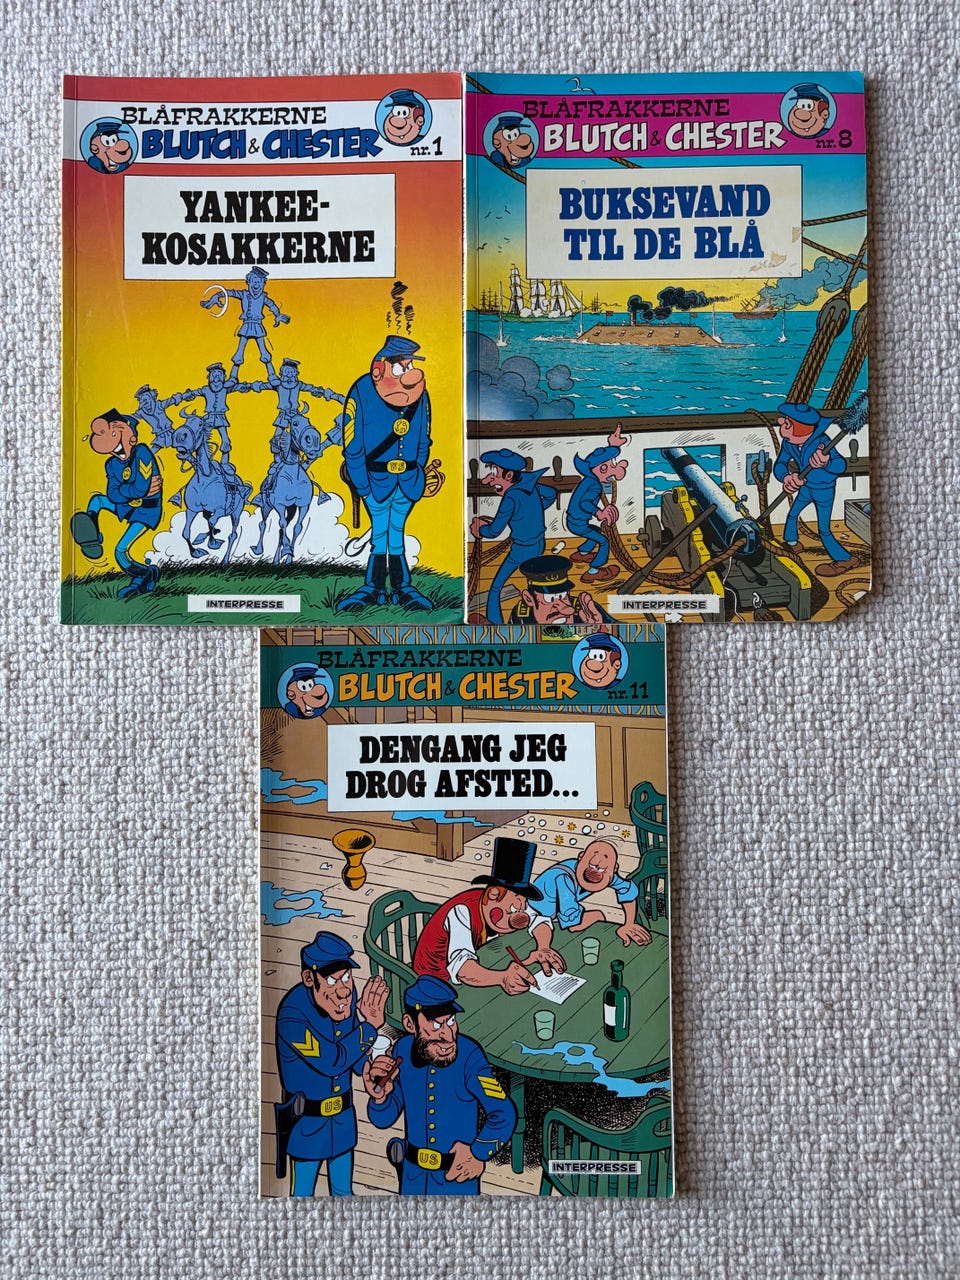 BLÅFRAKKERNE
BLUTCH & CHESTER
nr. 1
YANKEE-
KOSAKKERNE
US
INTERPRESSE
BLÅFRAKKERNE
BLUTCH & CHESTER
nr. 8
BUKSEVAND
TIL DE BLÅ
INTERPRESSE
BLÅFRAKKERNE
BLUTCH & CHESTER
nr. 11
DENGANG JEG
DROG AFSTED...
US
US
INTERPRESSE